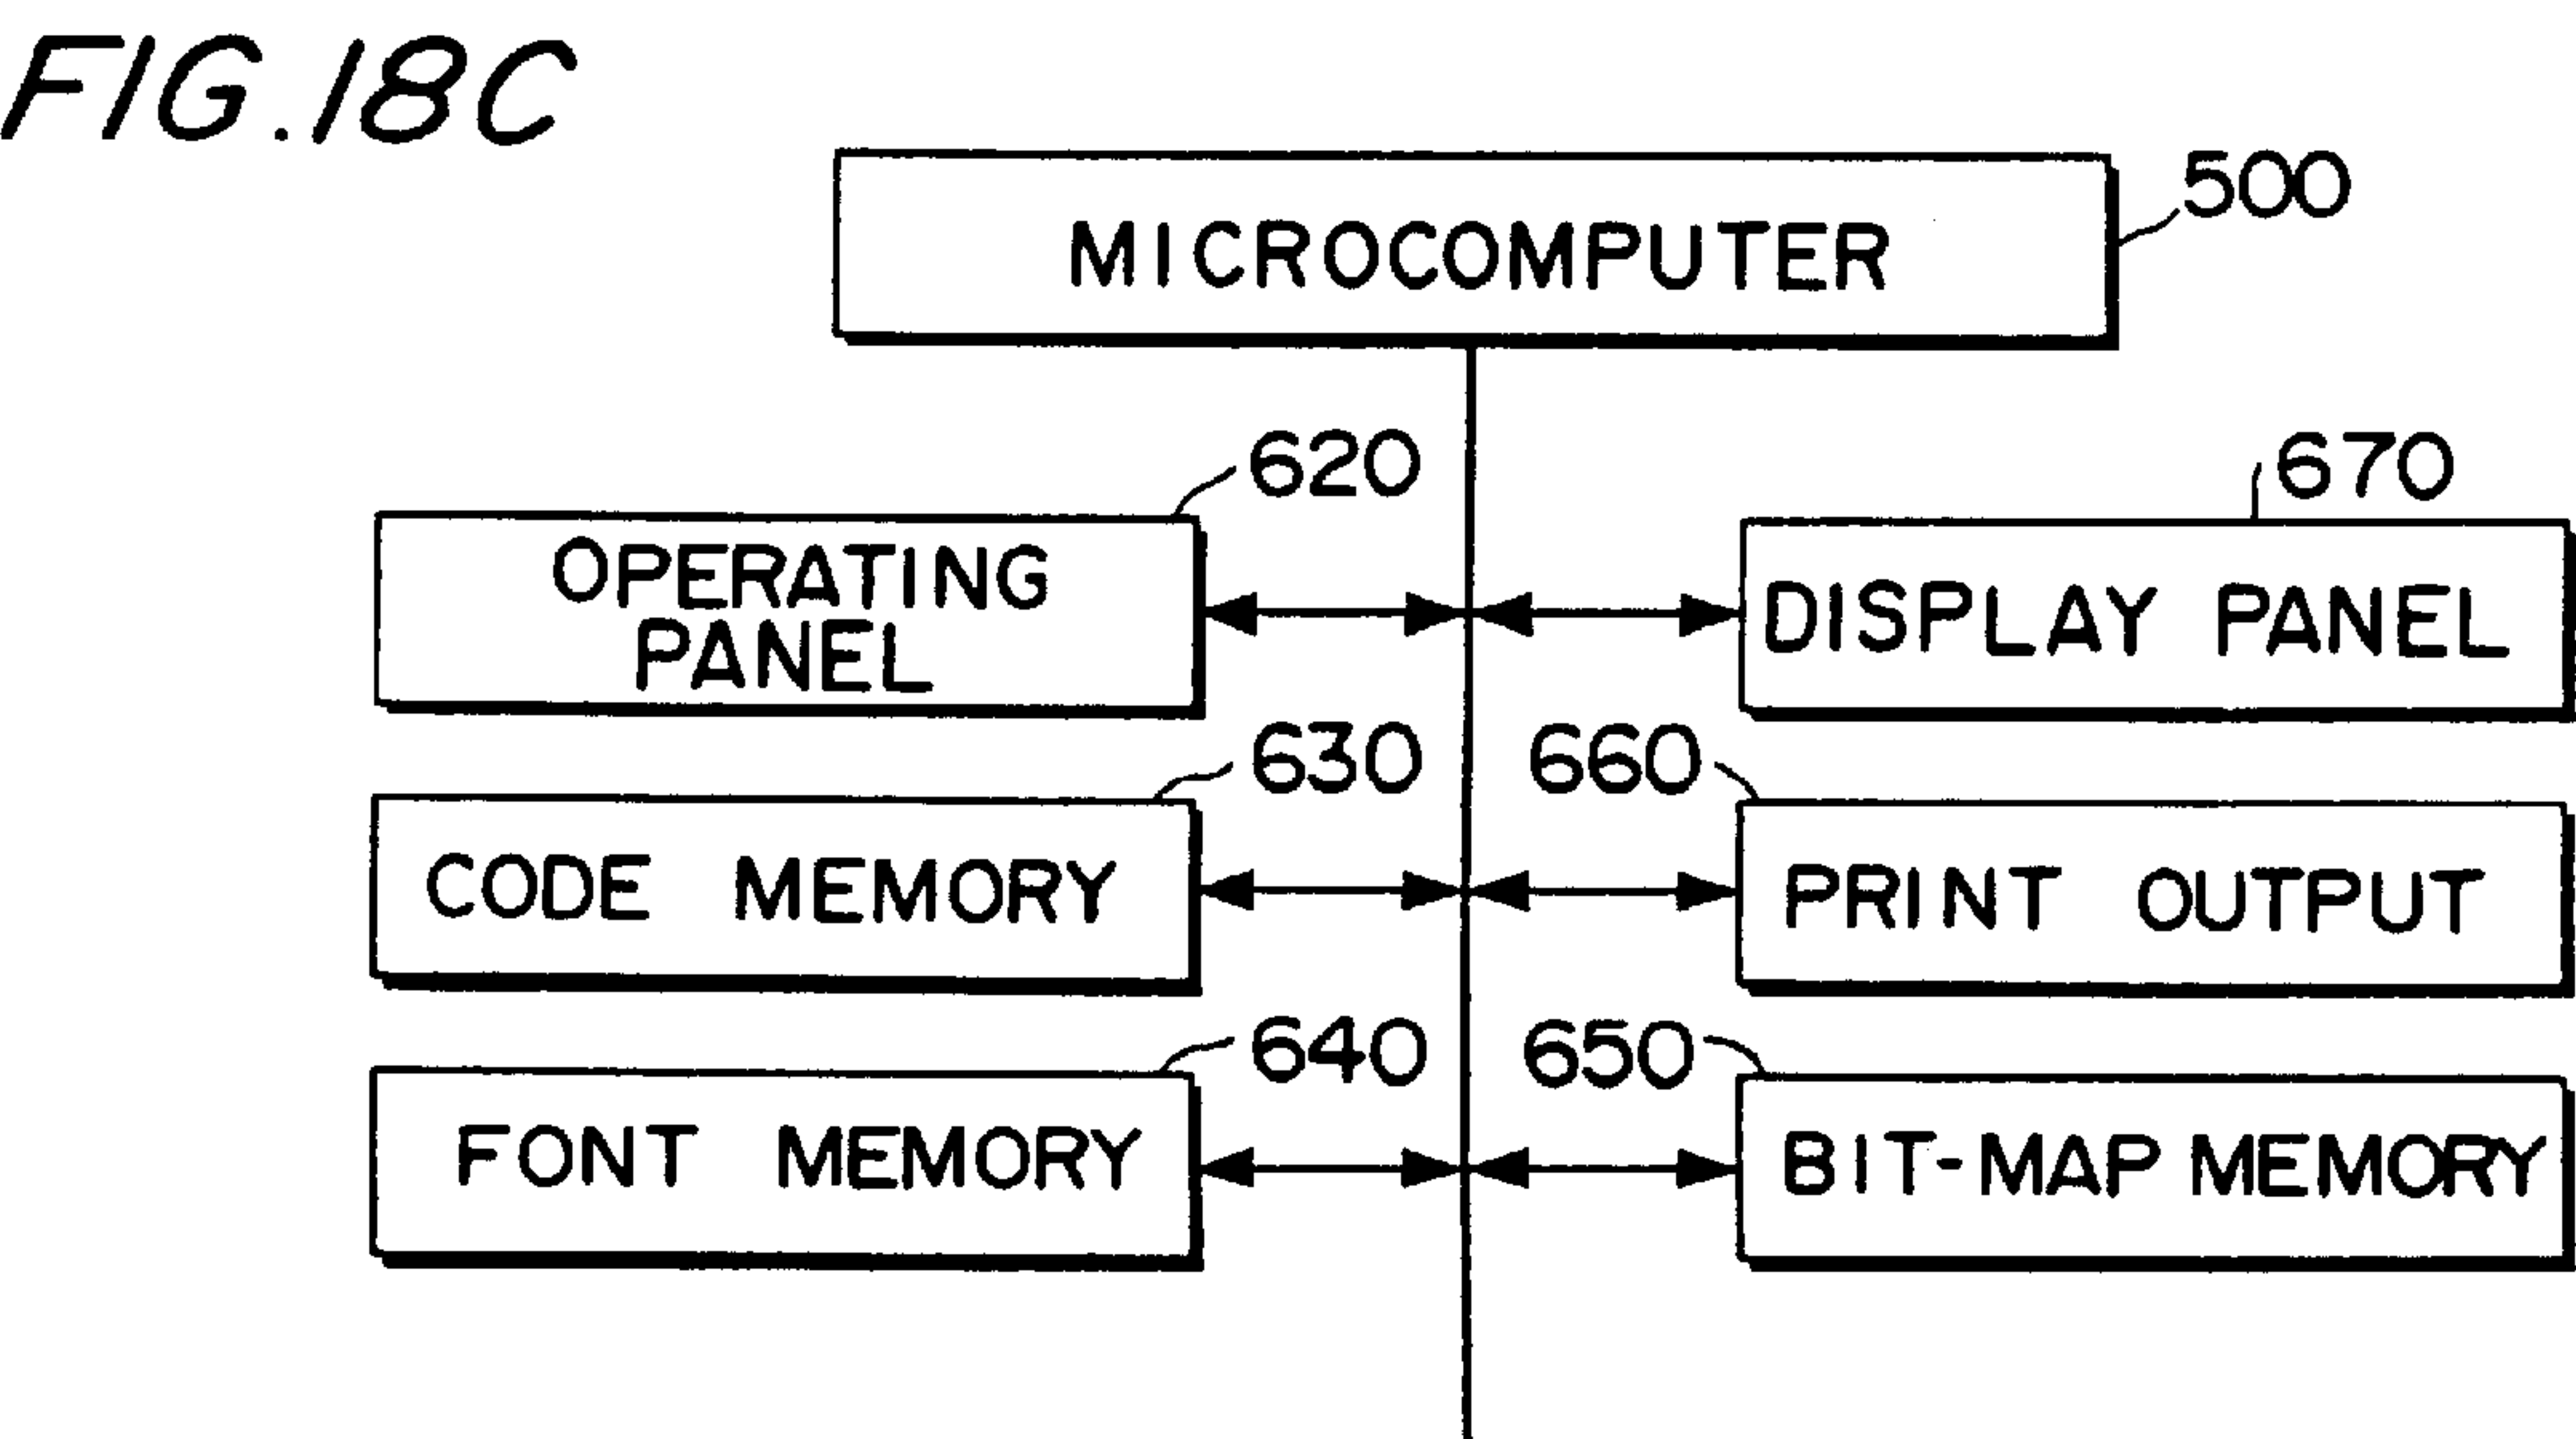 FIG.18C
MICROCOMPUTER
500
620
670
OPERATING
PANEL
DISPLAY PANEL
630
660
CODE MEMORY
PRINT OUTPUT
640
650
FONT MEMORY
BIT-MAP MEMORY